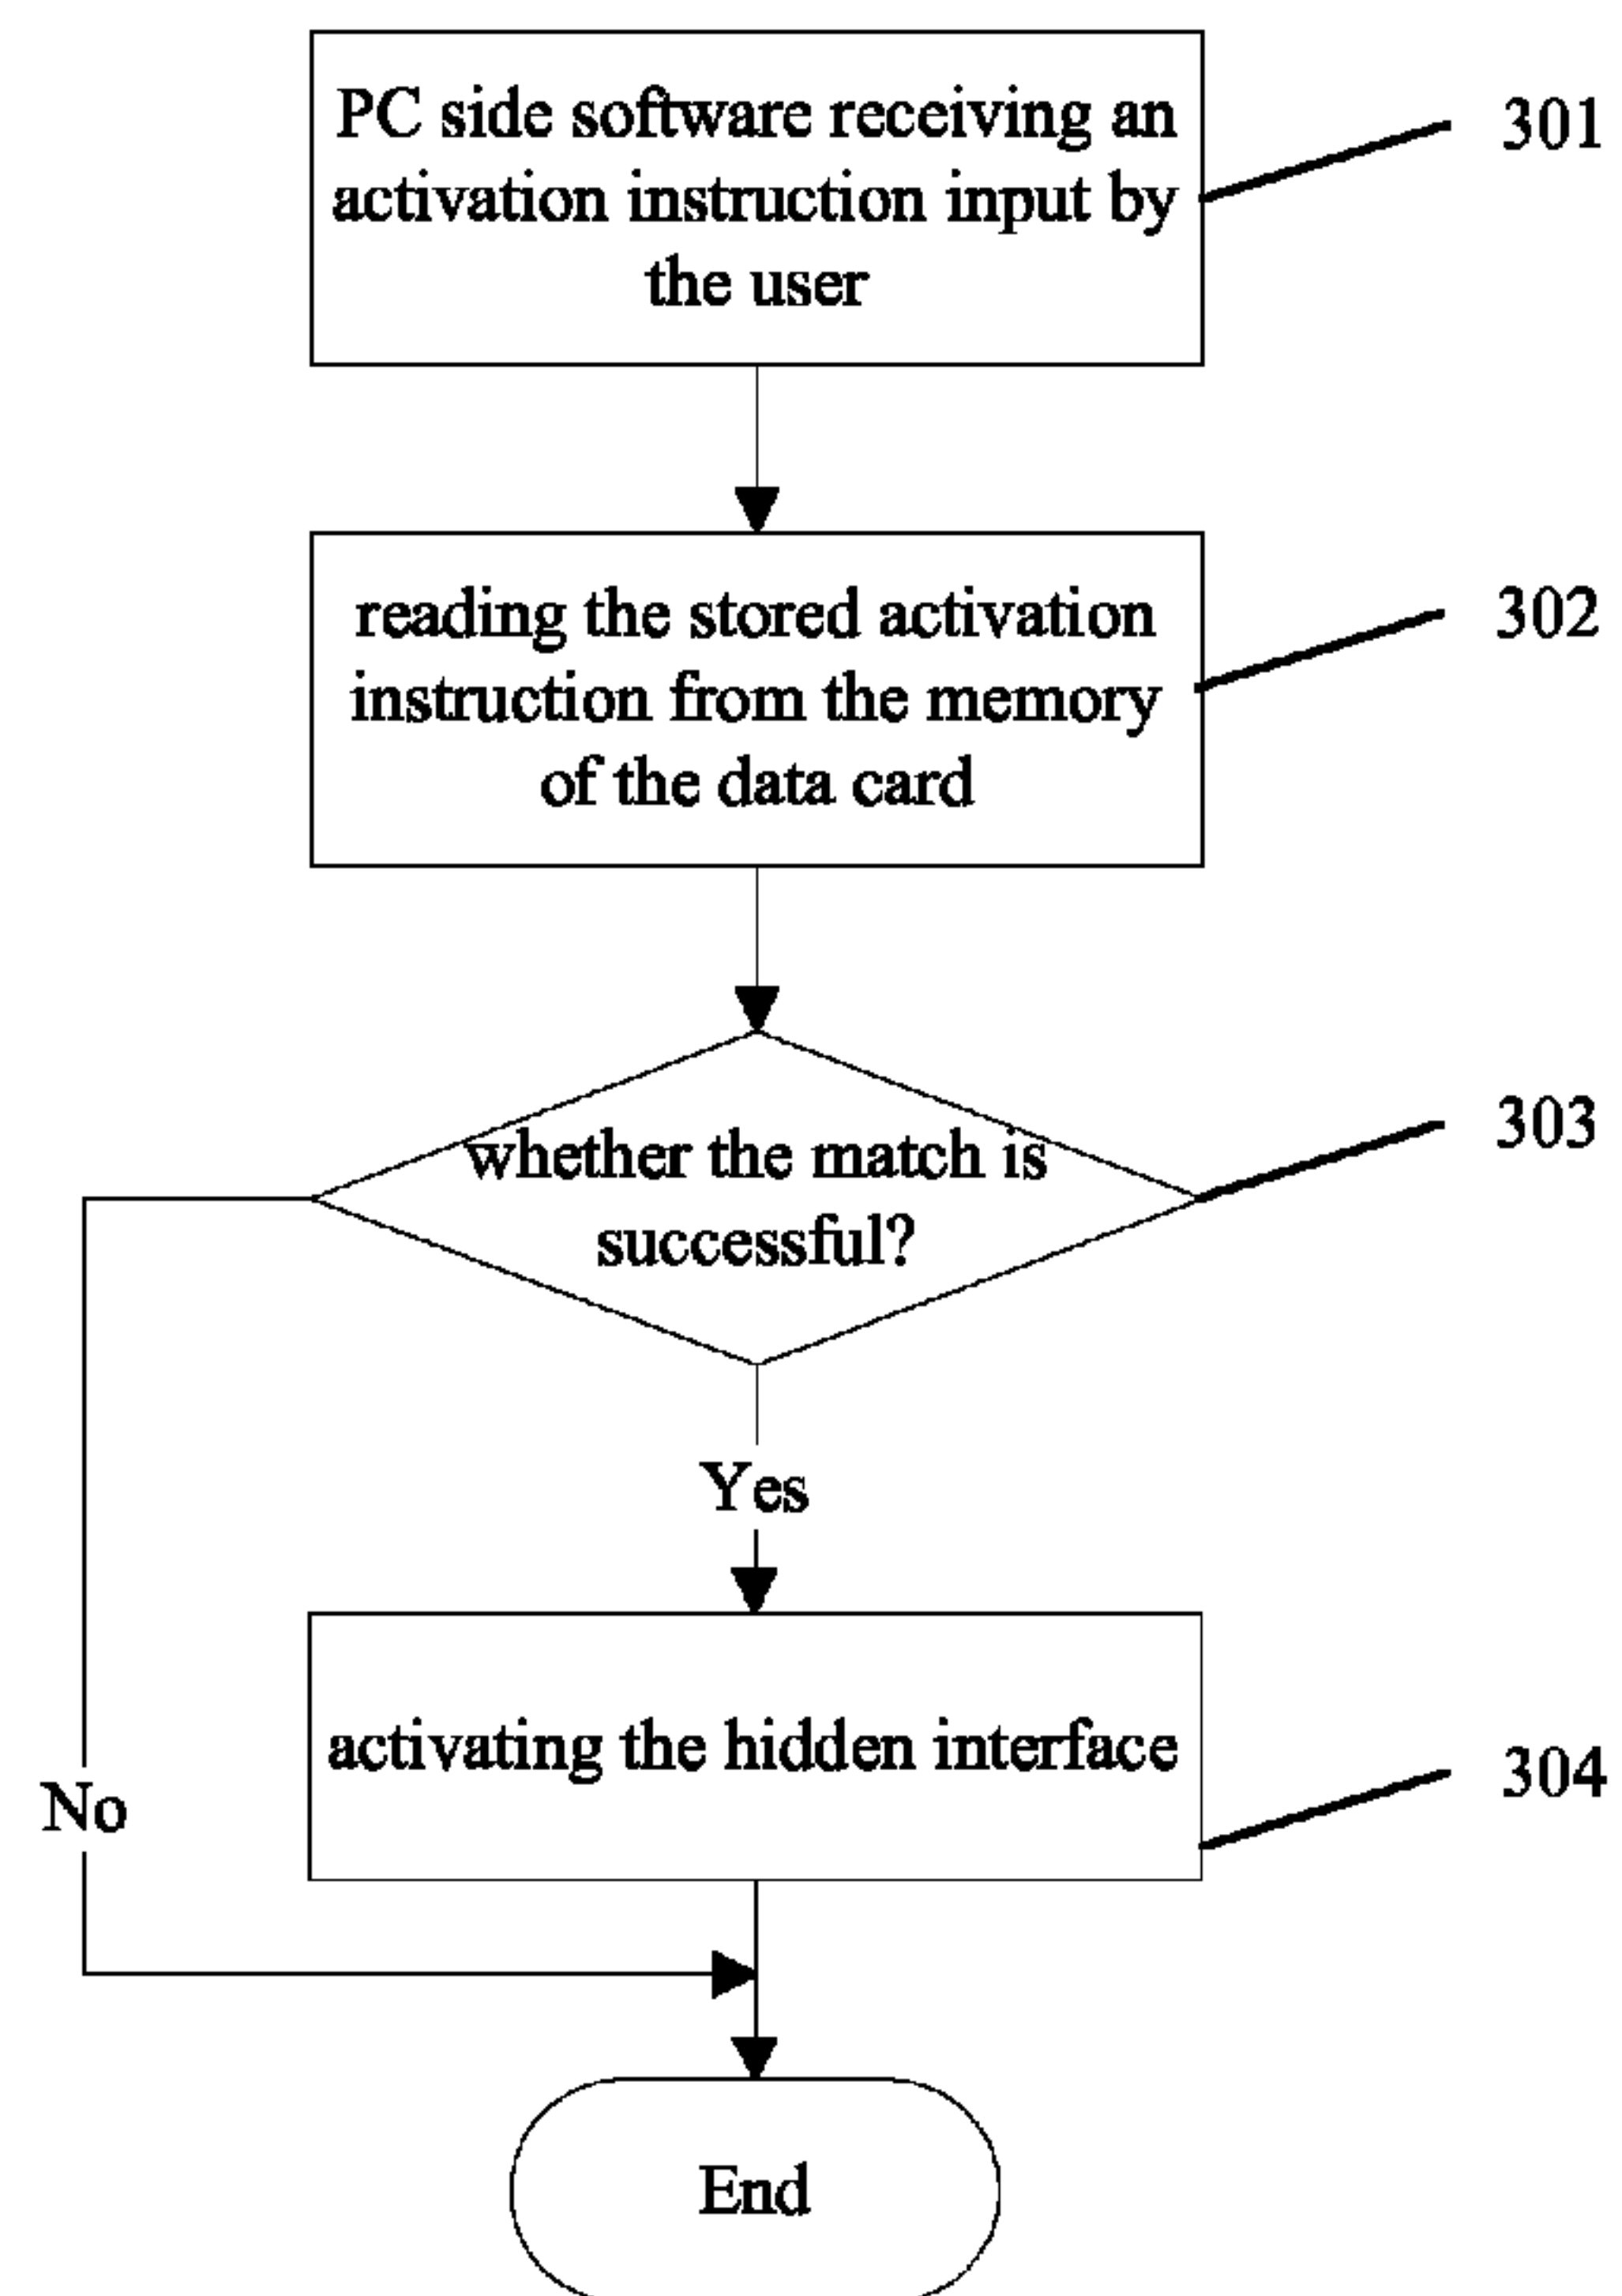 PC side software receiving an
activation instruction input by
the user
301
reading the stored activation
instruction from the memory
of the data card
302
whether the match is
successful?
303
Yes
activating the hidden interface
304
No
End